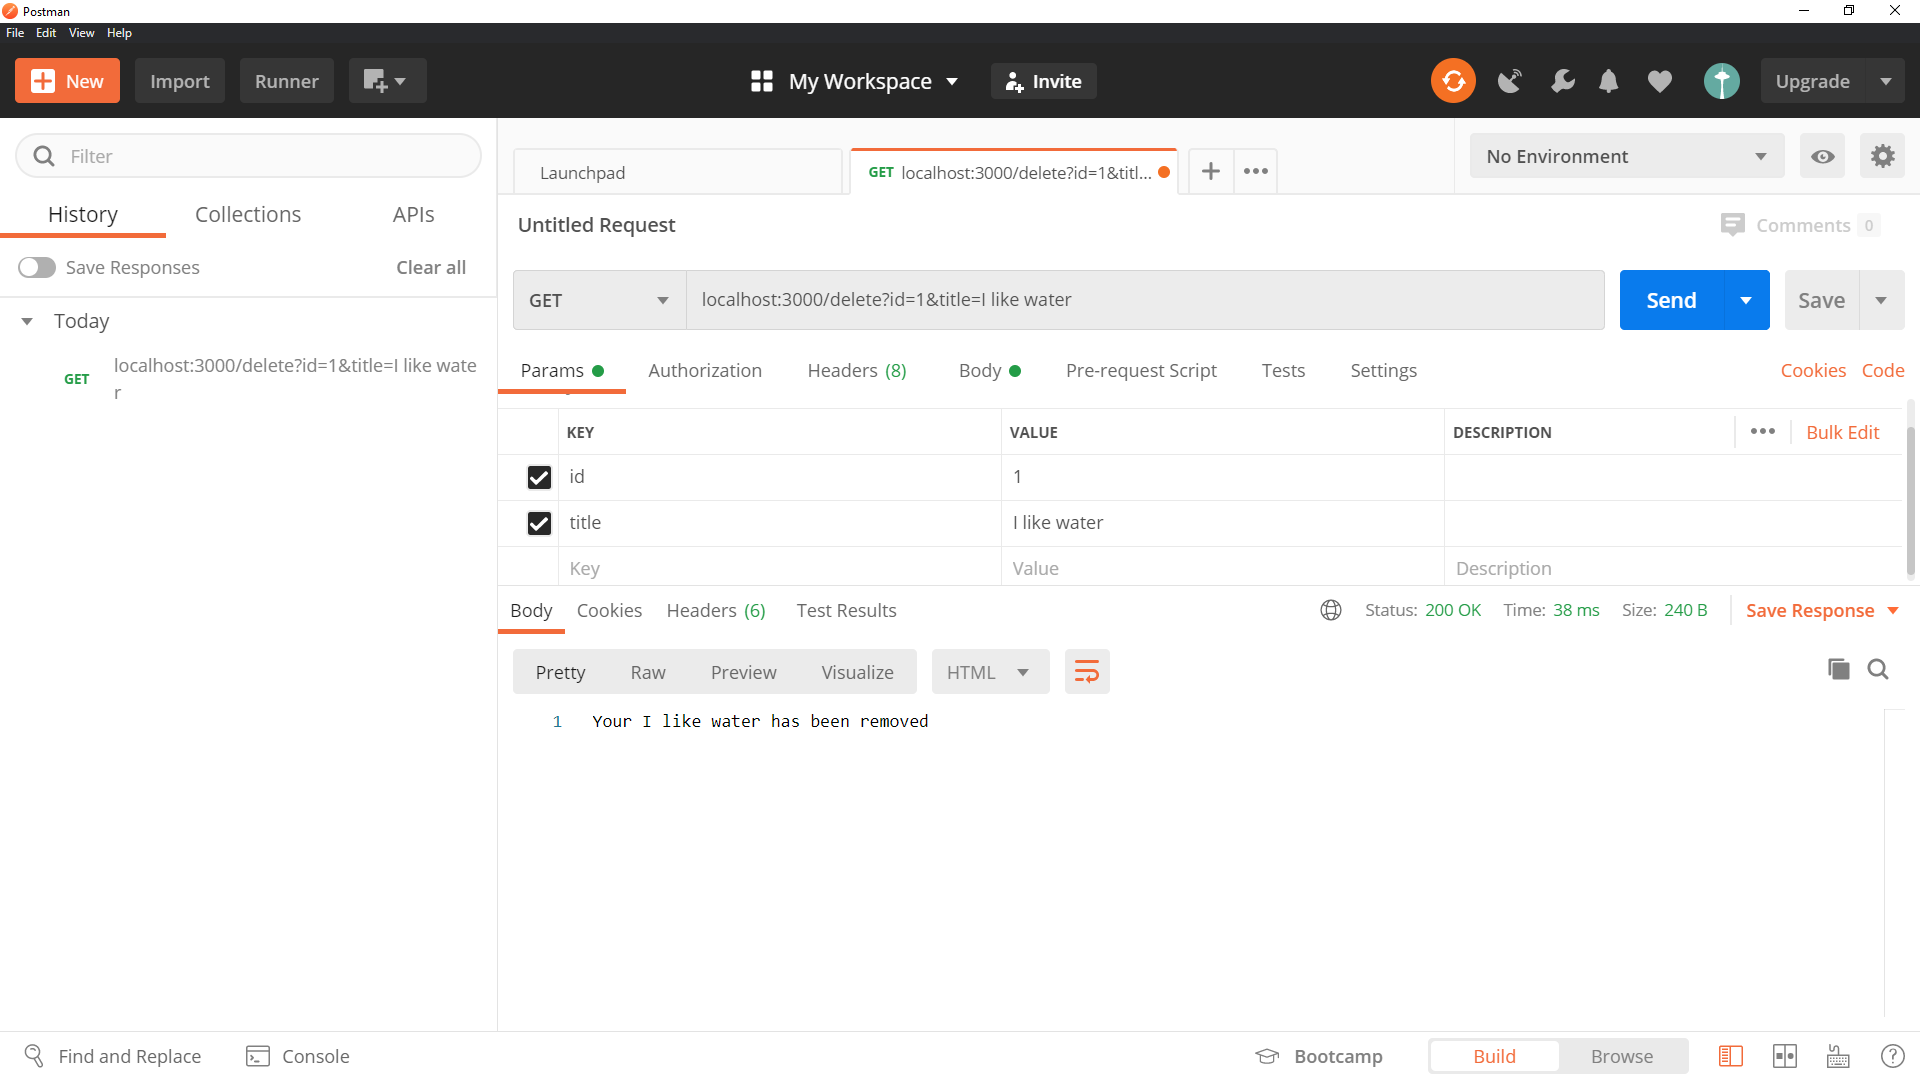 Postman
File Edit View Help
New Import Runner My Workspace Invite Upgrade
Filter
History Collections APIs
Save Responses Clear all
Today
GET localhost:3000/delete?id=1&title=I like wate
r
Launchpad GET localhost:3000/delete?id=1&titl... No Environment
Untitled Request Comments 0
GET localhost:3000/delete?id=1&title=I like water Send Save
Params Authorization Headers (8) Body Pre-request Script Tests Settings Cookies Code
KEY VALUE DESCRIPTION Bulk Edit
id 1
title I like water
Key Value Description
Body Cookies Headers (6) Test Results Status: 200 OK Time: 38 ms Size: 240 B Save Response
Pretty Raw Preview Visualize HTML
1 Your I like water has been removed
Find and Replace Console Bootcamp Build Browse